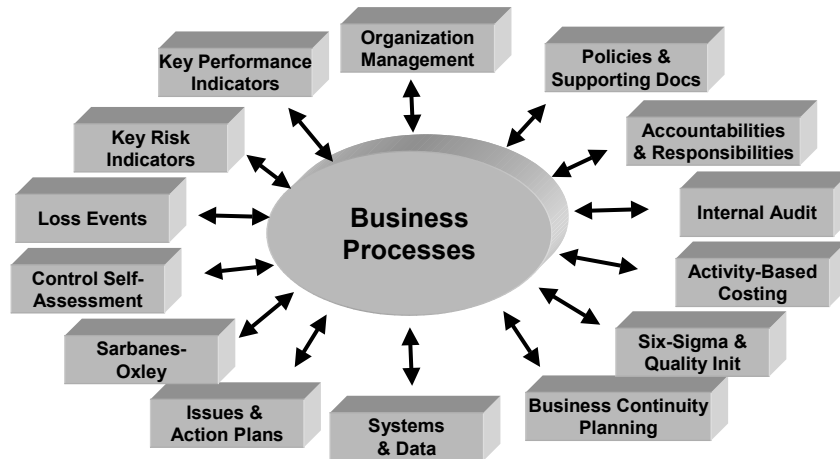 Organization
Management
Policies &
Supporting Docs
Accountabilities
& Responsibilities
Internal Audit
Activity-Based
Costing
Six-Sigma &
Quality Init
Business Continuity
Planning
Systems
& Data
Issues &
Action Plans
Sarbanes-
Oxley
Control Self-
Assessment
Loss Events
Key Risk
Indicators
Key Performance
Indicators
Business
Processes